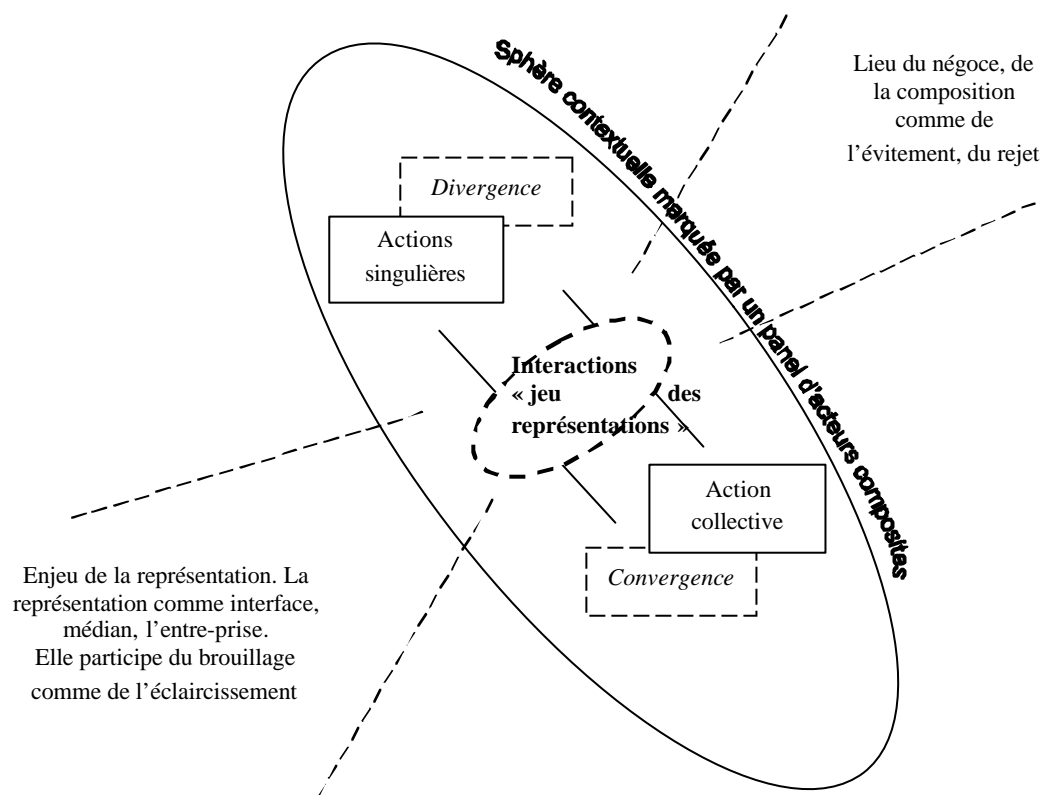 Sphère contextuelle marquée par un panel d'acteurs composites
Lieu du négoce, de
la composition
comme de
l'évitement, du rejet
Divergence
Actions
singulières
Interactions
« jeu des
représentations »
Action
collective
Convergence
Enjeu de la représentation. La
représentation comme interface,
médian, l'entre-prise.
Elle participe du brouillage
comme de l'éclaircissement